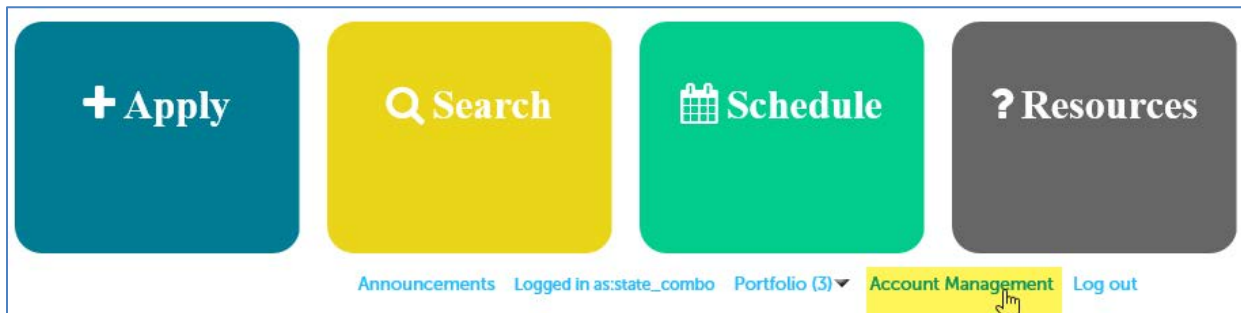 Apply
Search
Schedule
? Resources
Announcements Logged in as:state_combo Portfolio (3) Account Management Log out